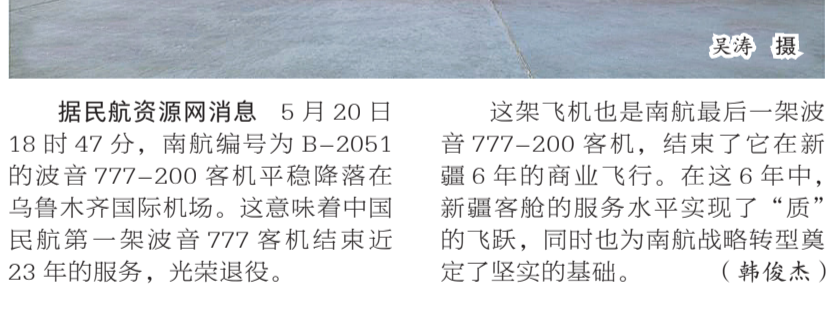 吴涛 摄
据民航资源网消息 5月20日
18时47分，南航编号为B-2051
的波音777-200客机平稳降落在
乌鲁木齐国际机场。这意味着中国
民航第一架波音777客机结束近
23年的服务，光荣退役。
这架飞机也是南航最后一架波
音777-200客机，结束了它在新
疆6年的商业飞行。在这6年中，
新疆客舱的服务水平实现了“质”
的飞跃，同时也为南航战略转型奠
定了坚实的基础。 （韩俊杰）